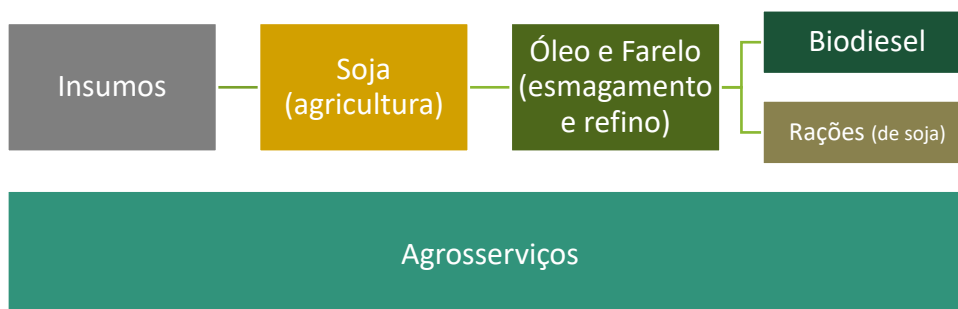 Insumos
Soja
(agricultura)
Óleo e Farelo
(esmagamento
e refino)
Biodiesel
Rações (de soja)
Agrosserviços